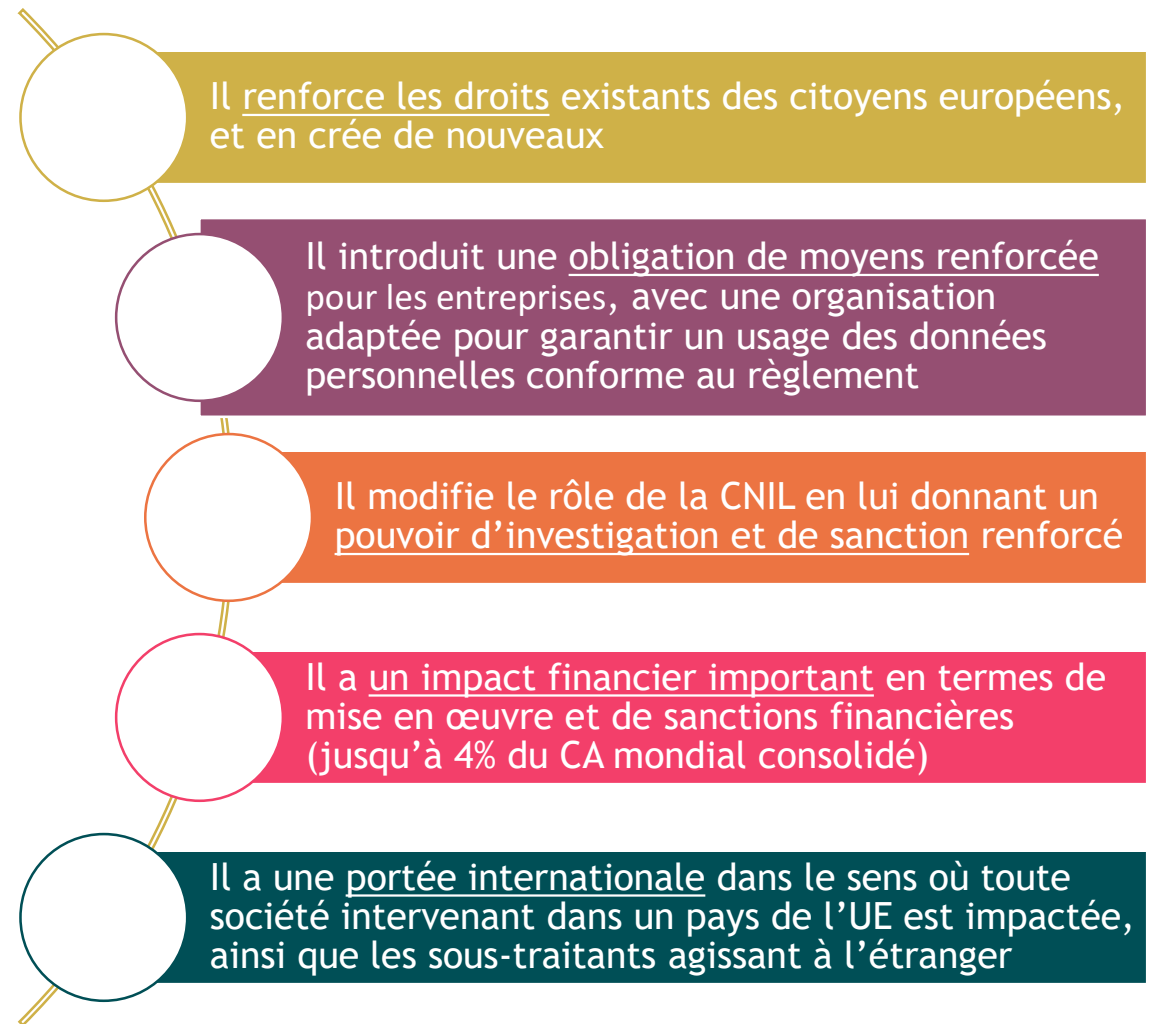 Il renforce les droits existants des citoyens européens,
et en crée de nouveaux
Il introduit une obligation de moyens renforcée
pour les entreprises, avec une organisation
adaptée pour garantir un usage des données
personnelles conforme au règlement
Il modifie le rôle de la CNIL en lui donnant un
pouvoir d’investigation et de sanction renforcé
Il a un impact financier important en termes de
mise en œuvre et de sanctions financières
(jusqu’à 4% du CA mondial consolidé)
Il a une portée internationale dans le sens où toute
société intervenant dans un pays de l’UE est impactée,
ainsi que les sous-traitants agissant à l’étranger